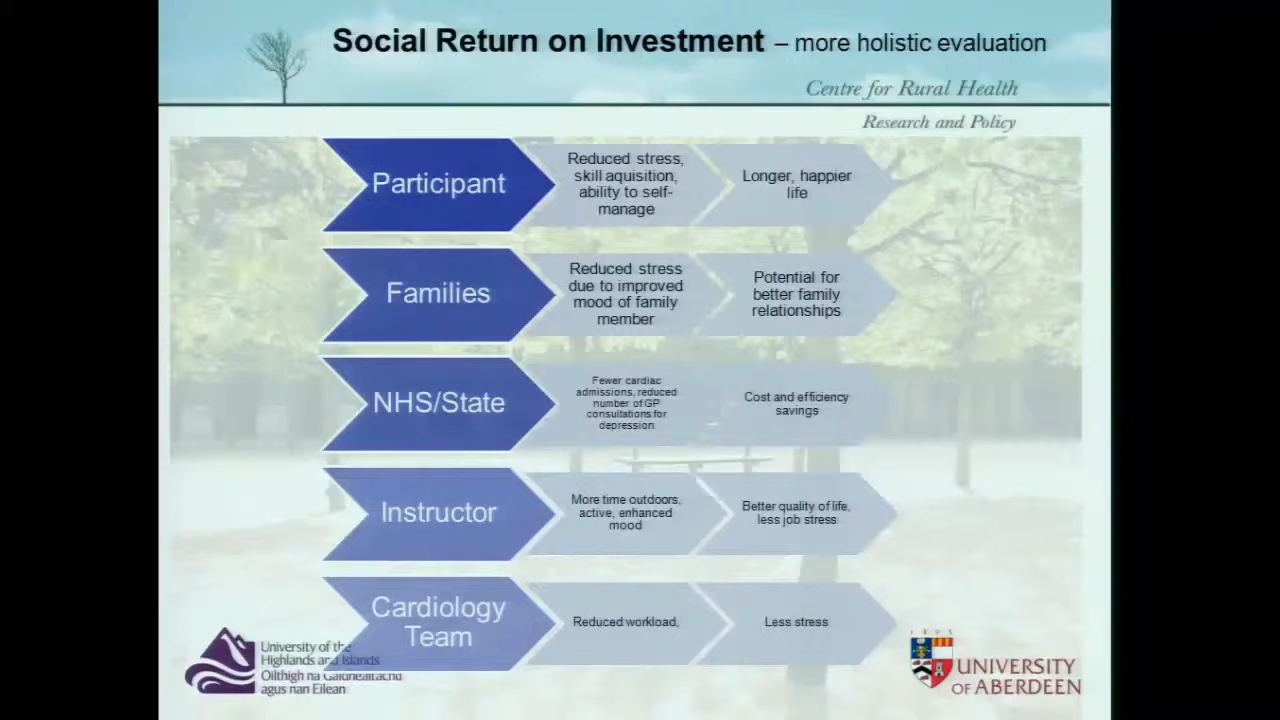 Social Return on Investment – more holistic evaluation
Centre for Rural Health
Research and Policy
Participant
Reduced stress,
skill aquisition,
ability to self-
manage
Longer, happier
life
Families
Reduced stress
due to improved
mood of family
member
Potential for
better family
relationships
NHS/State
Fewer cardiac
admissions, reduced
number of GP
consultations for
depression
Cost and efficiency
savings
Instructor
More time outdoors,
active, enhanced
mood
Better quality of life,
less job stress
Cardiology
Team
Reduced workload,
Less stress
University of the
Highlands and Islands
Oilthigh na Gàidhealtachd
agus nan Eilean
1495
UNIVERSITY
OF ABERDEEN